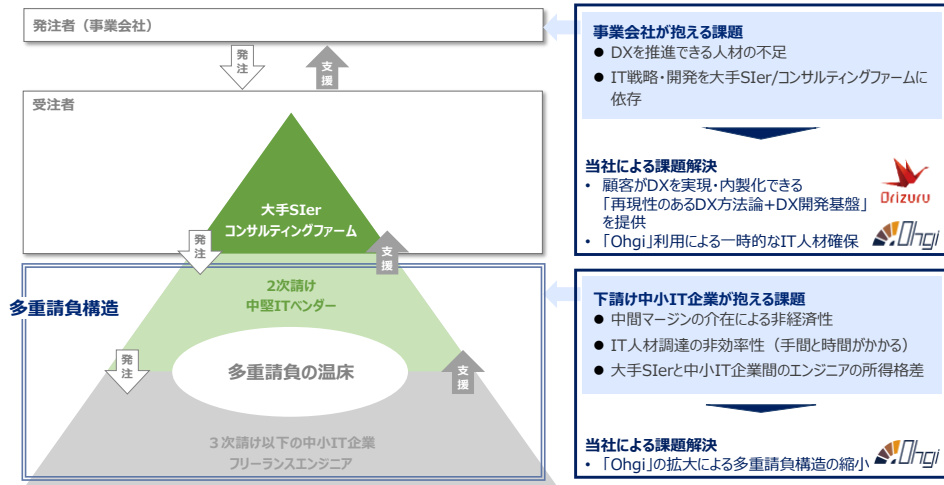 発注者（事業会社）
発注
支援
受注者
大手SIer
コンサルティングファーム
発注
支援
多重請負構造
2次請け
中堅ITベンダー
発注
支援
多重請負の温床
３次請け以下の中小IT企業
フリーランスエンジニア
事業会社が抱える課題
● DXを推進できる人材の不足
● IT戦略・開発を大手SIer/コンサルティングファームに
依存
当社による課題解決
• 顧客がDXを実現・内製化できる
「再現性のあるDX方法論+DX開発基盤」
を提供
• 「Ohgi」利用による一時的なIT人材確保
Orizuru
Ohgi
下請け中小IT企業が抱える課題
● 中間マージンの介在による非経済性
● IT人材調達の非効率性（手間と時間がかかる）
● 大手SIerと中小IT企業間のエンジニアの所得格差
当社による課題解決
• 「Ohgi」の拡大による多重請負構造の縮小
Ohgi